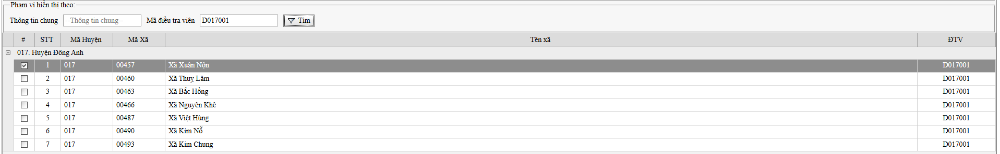 Phạm vi hiển thị theo:
Thông tin chung --Thông tin chung-- Mã điều tra viên D017001 Tìm
# STT Mã Huyện Mã Xã Tên xã ĐTV
017. Huyện Đông Anh
1 017 00457 Xã Xuân Nộn D017001
2 017 00460 Xã Thuỵ Lâm D017001
3 017 00463 Xã Bắc Hồng D017001
4 017 00466 Xã Nguyên Khê D017001
5 017 00487 Xã Việt Hùng D017001
6 017 00490 Xã Kim Nỗ D017001
7 017 00493 Xã Kim Chung D017001